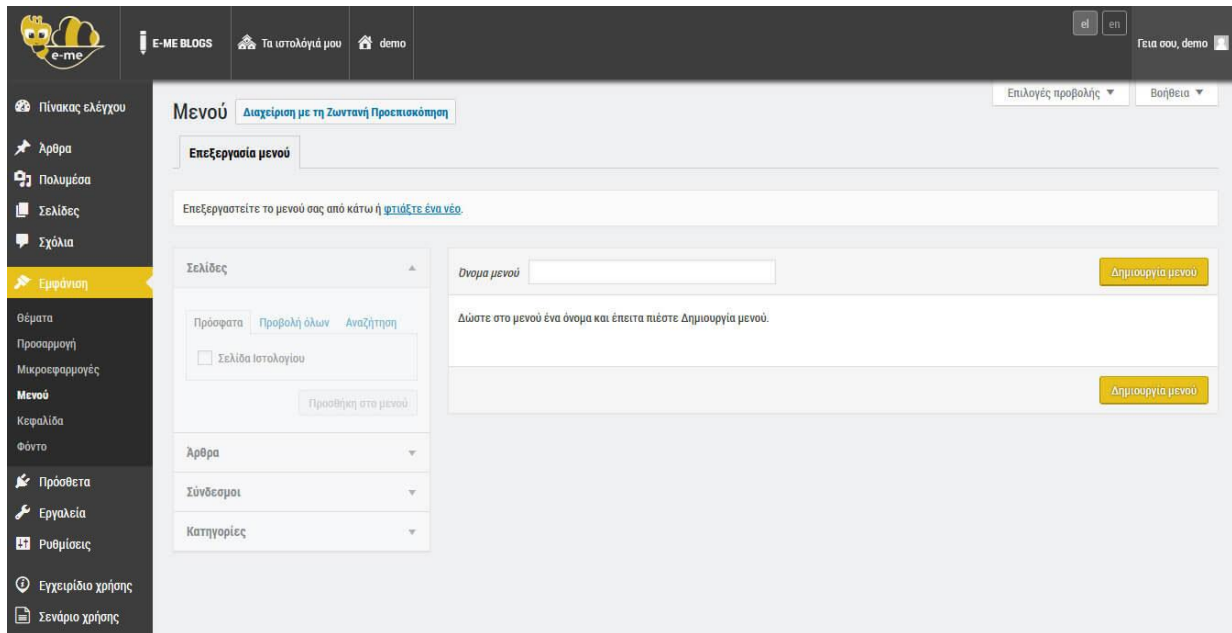 e-me
E-ME BLOGS
Τα ιστολόγιά μου
demo
el
en
Γεια σου, demo
Πίνακας ελέγχου
Άρθρα
Πολυμέσα
Σελίδες
Σχόλια
Εμφάνιση
Θέματα
Προσαρμογή
Μικροεφαρμογές
Μενού
Κεφαλίδα
Φόντο
Πρόσθετα
Εργαλεία
Ρυθμίσεις
Εγχειρίδιο χρήσης
Σενάριο χρήσης
Επιλογές προβολής
Βοήθεια
Μενού
Διαχείριση με τη Ζωντανή Προεπισκόπηση
Επεξεργασία μενού
Επεξεργαστείτε το μενού σας από κάτω ή φτιάξτε ένα νέο.
Σελίδες
Πρόσφατα Προβολή όλων Αναζήτηση
Σελίδα Ιστολογίου
Προσθήκη στο μενού
Άρθρα
Σύνδεσμοι
Κατηγορίες
Όνομα μενού
Δημιουργία μενού
Δώστε στο μενού ένα όνομα και έπειτα πιέστε Δημιουργία μενού.
Δημιουργία μενού